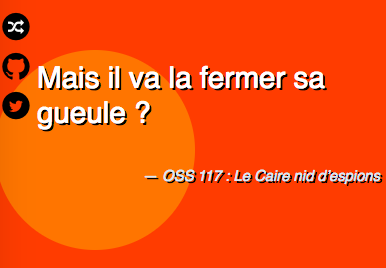 Mais il va la fermer sa
gueule ?
— OSS 117 : Le Caire nid d'espions